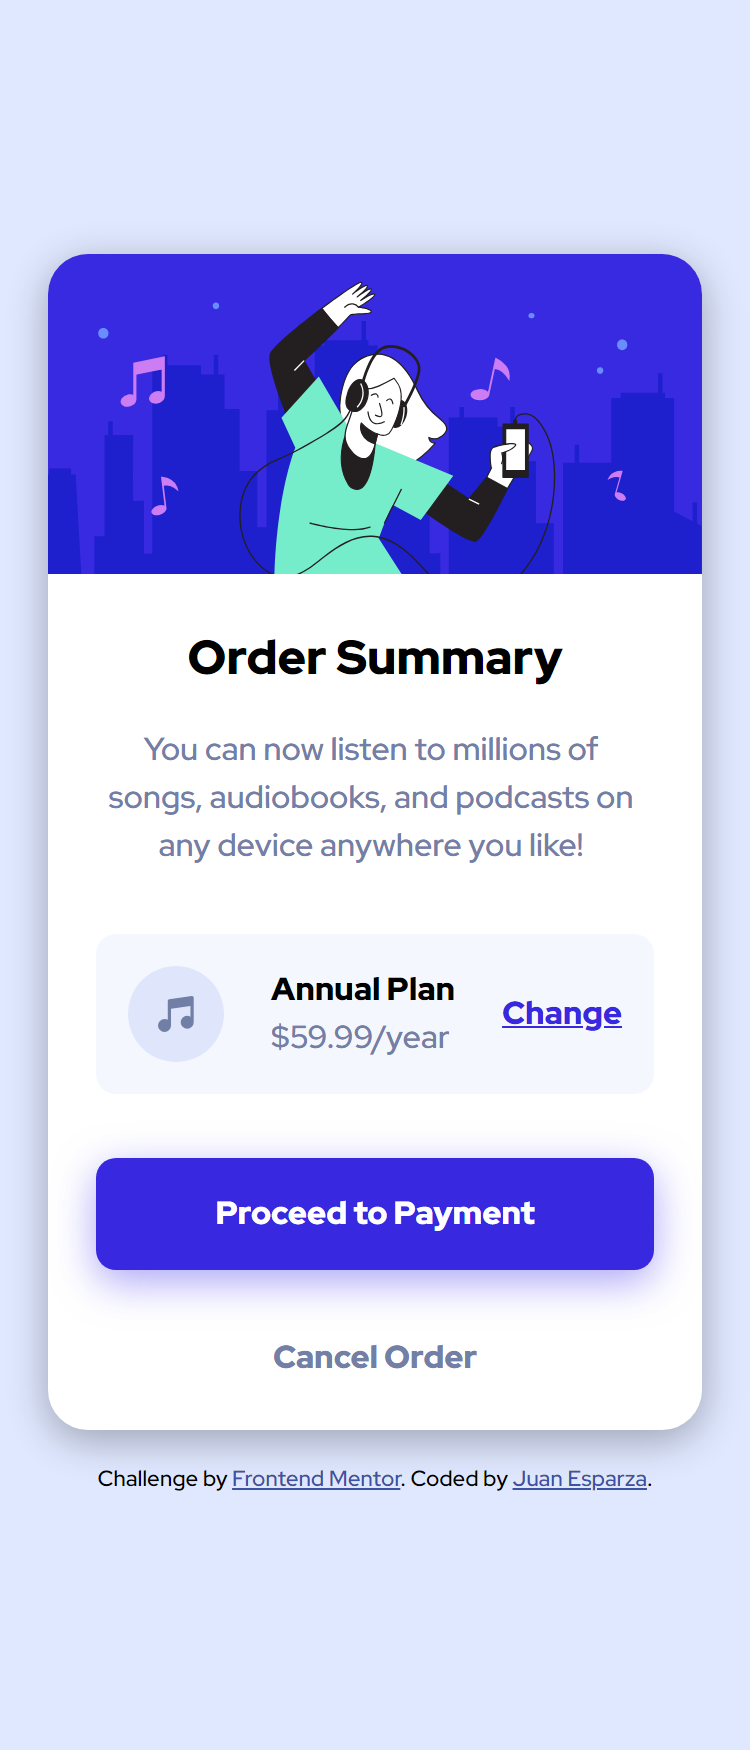 Order Summary
You can now listen to millions of
songs, audiobooks, and podcasts on
any device anywhere you like!
Annual Plan
$59.99/year
Change
Proceed to Payment
Cancel Order
Challenge by Frontend Mentor. Coded by Juan Esparza.